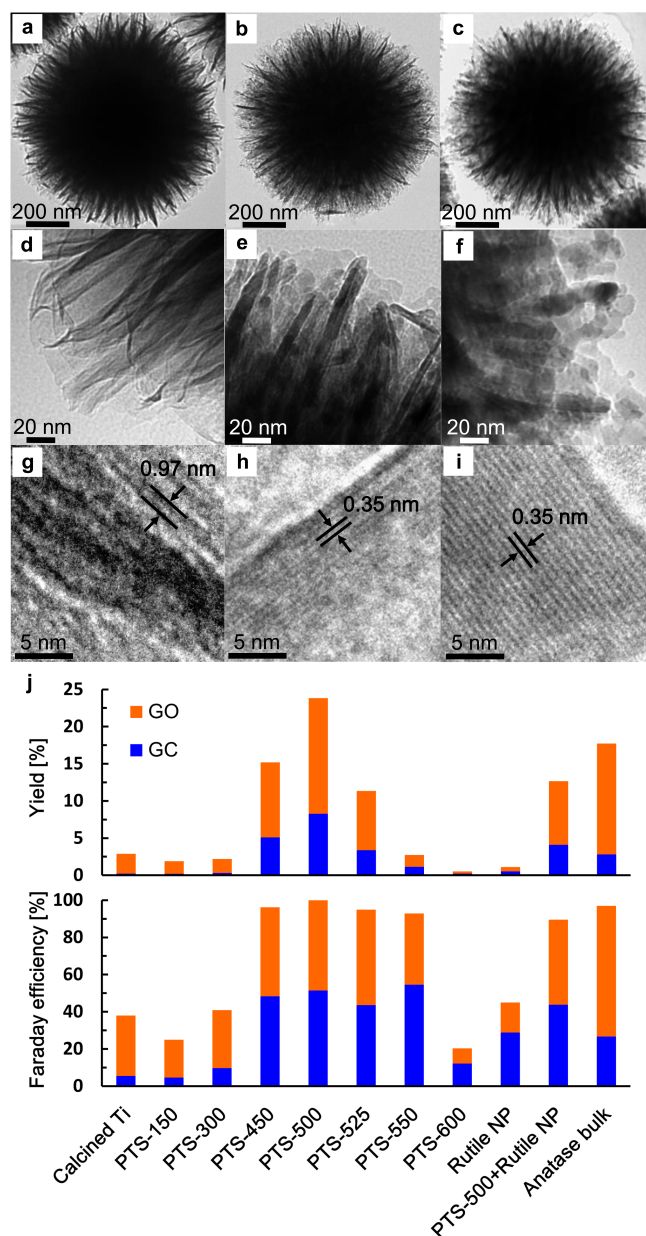 a
b
c
200 nm
200 nm
200 nm
d
e
f
20 nm
20 nm
20 nm
g
h
i
0.97 nm
0.35 nm
0.35 nm
5 nm
5 nm
5 nm
j
25
20
15
10
5
0
Yield [%]
GO
GC
100
80
60
40
20
0
Faraday efficiency [%]
Calcined Ti
PTS-150
PTS-300
PTS-450
PTS-500
PTS-525
PTS-550
PTS-600
Rutile NP
PTS-500+Rutile NP
Anatase bulk